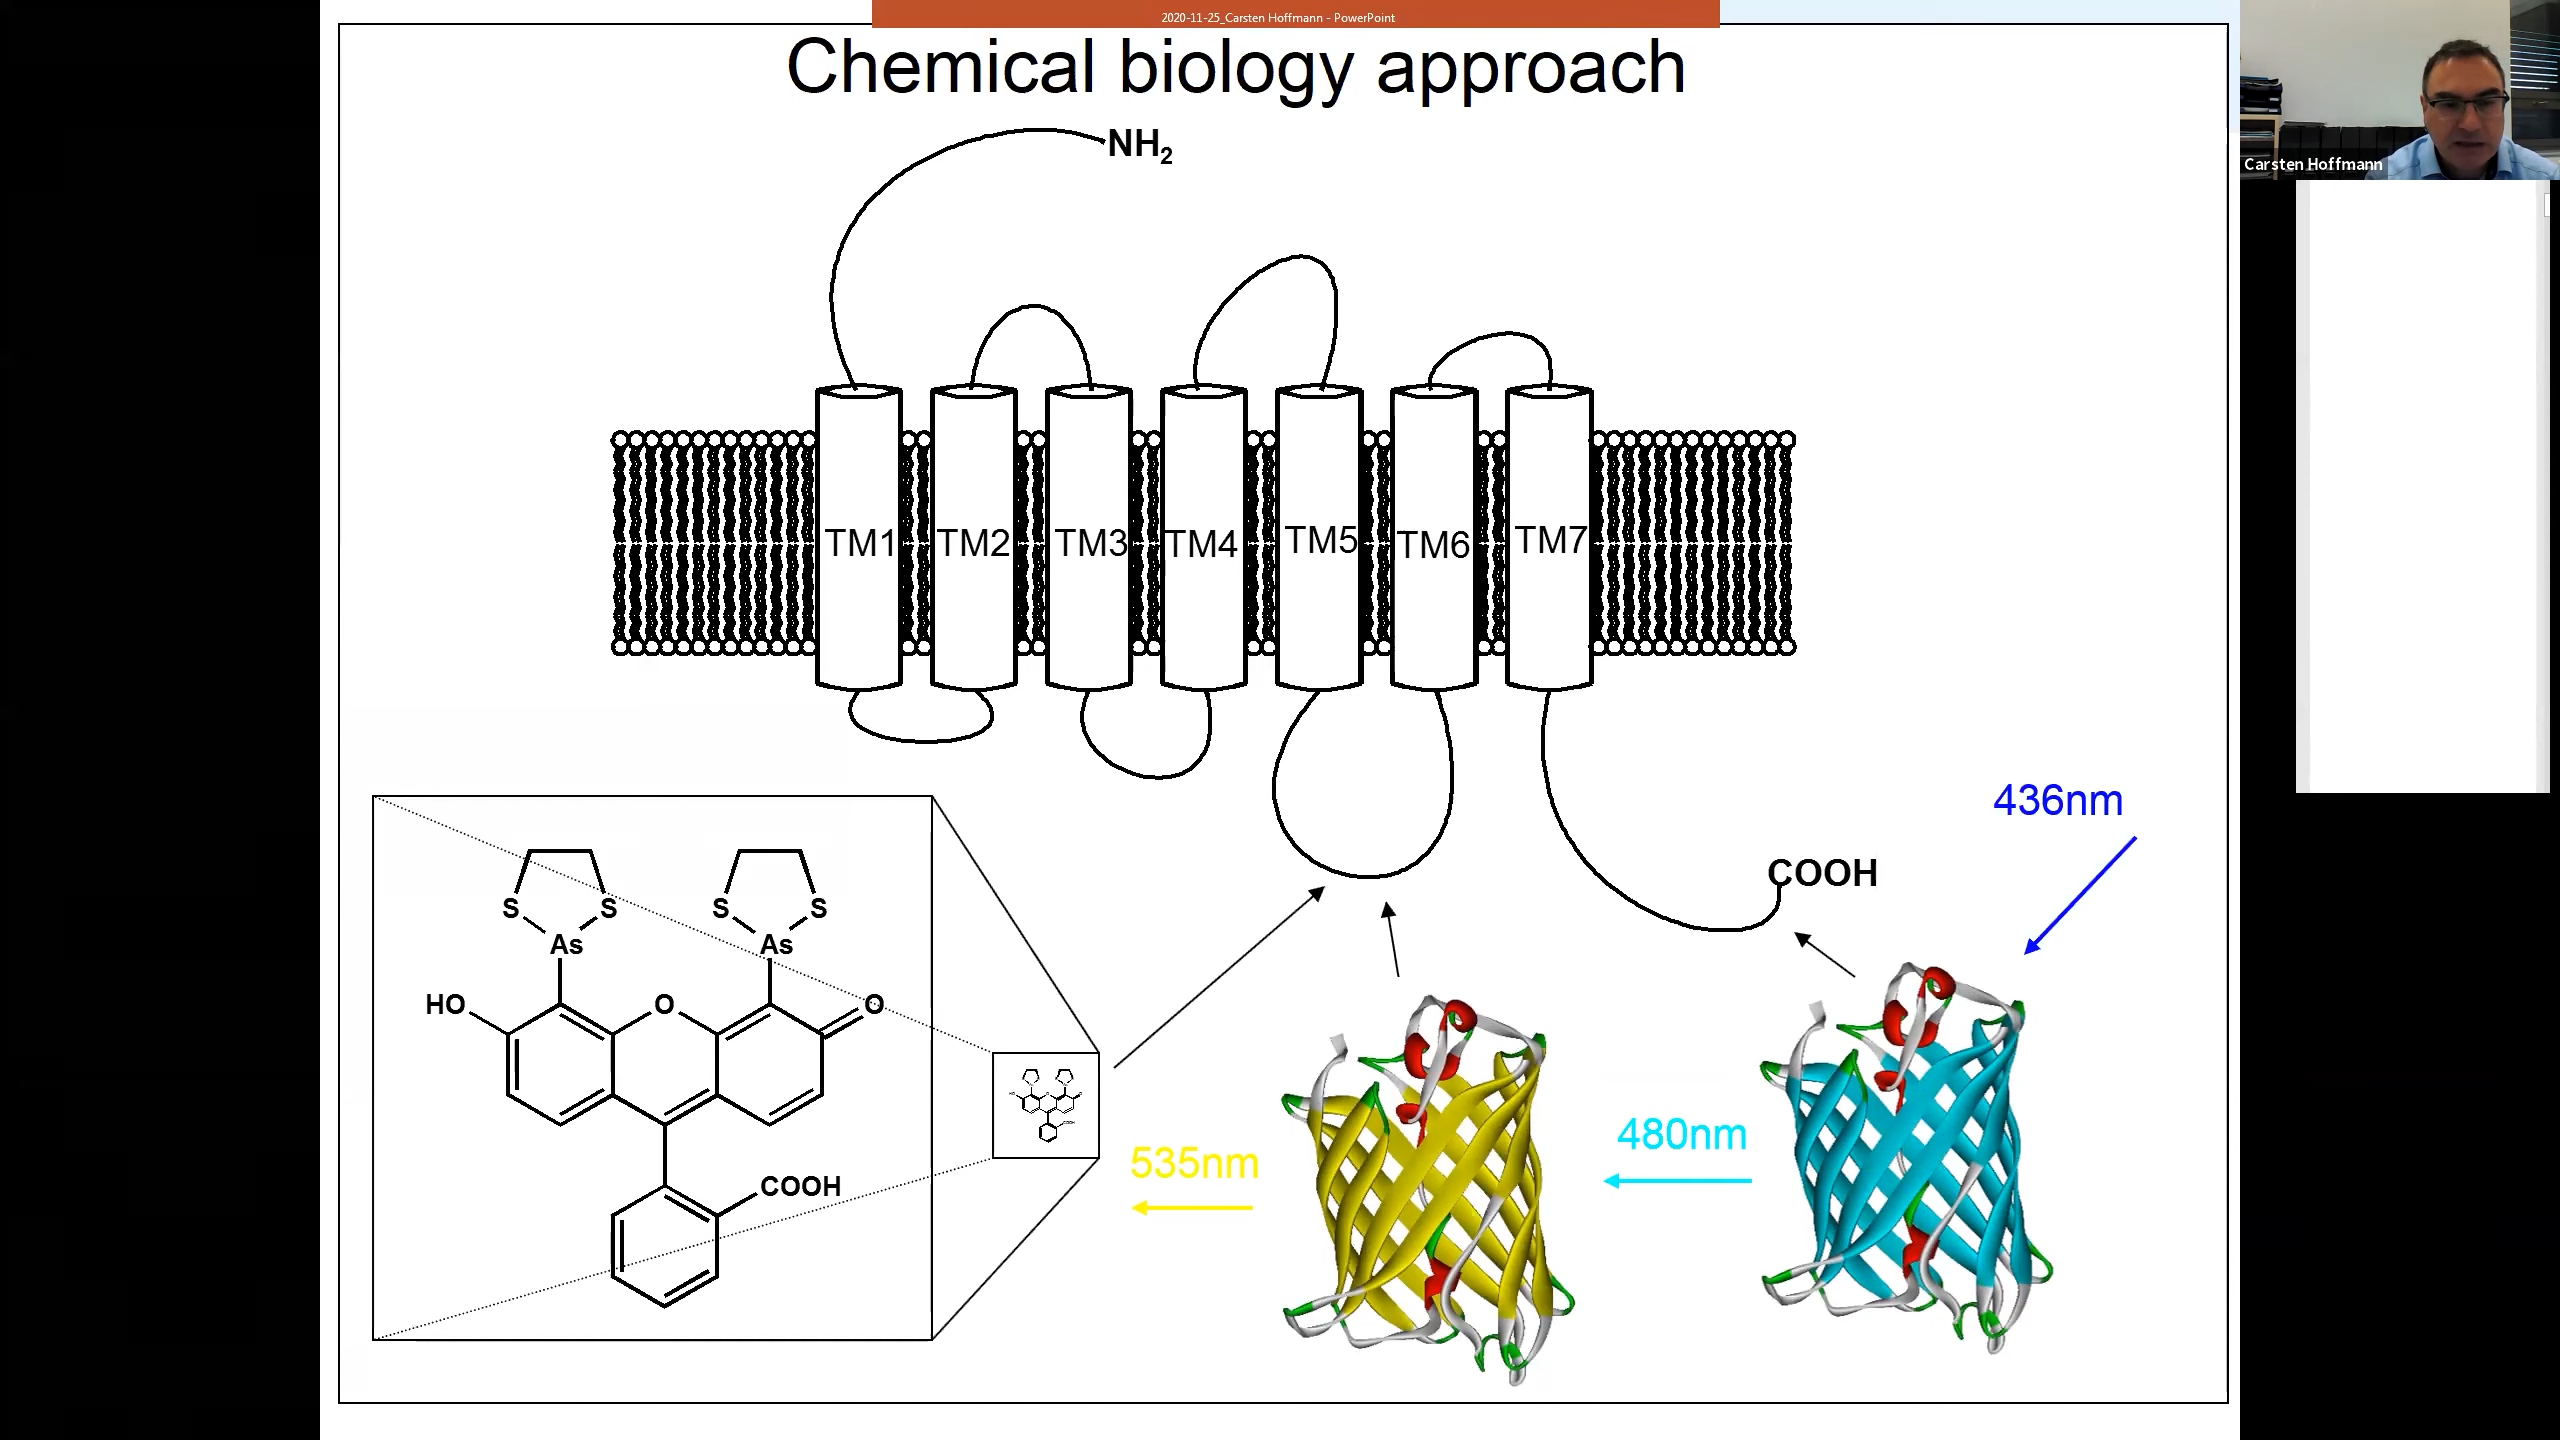 2020-11-25_Carsten Hoffmann - PowerPoint
Chemical biology approach
Carsten Hoffmann
NH2
TM1 TM2 TM3 TM4 TM5 TM6 TM7
436nm
COOH
S S S S
As As
HO O O
COOH
480nm
535nm